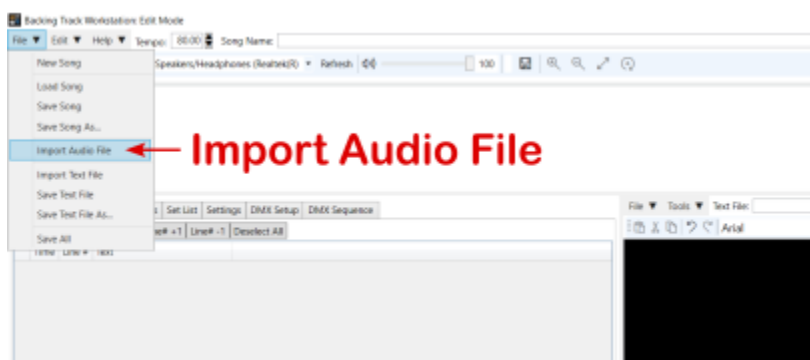 Backing Track Workstation: Edit Mode
File ▼ Edit ▼ Help ▼ Tempo: 80.00 Song Name:
New Song
Speakers/Headphones (Realtek(R) Refresh 100
Load Song
Save Song
Save Song As...
Import Audio File
Import Audio File
Import Text File
Save Text File
Save Text File As...
Save All
Set List Settings DMX Setup DMX Sequence
File ▼ Tools ▼ Text File:
+1 Line# -1 Deselect All
Arial
Time Line # Text